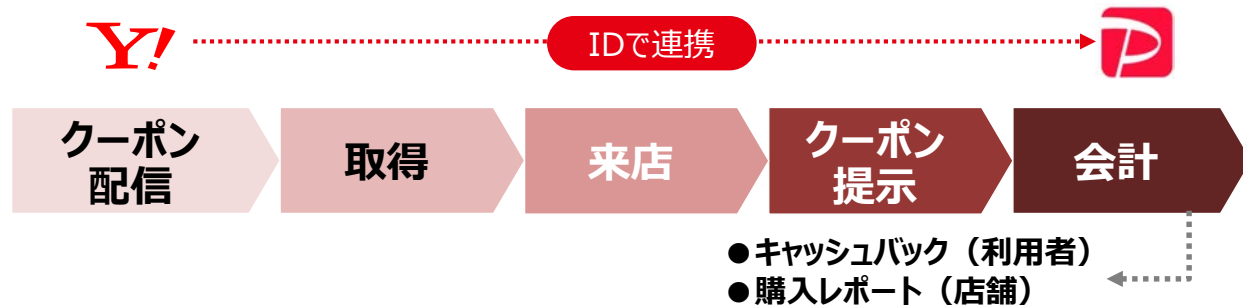 Y!
IDで連携
クーポン
配信
取得
来店
クーポン
提示
会計
●キャッシュバック（利用者）
●購入レポート（店舗）